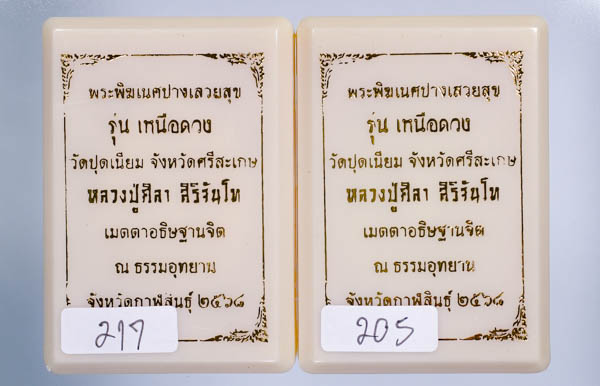 พระพิฆเนศปางเสวยสุข
รุ่น เหนือดวง
วัดปุดเนียม จังหวัดศรีสะเกษ
หลวงปู่ศิลา สิริจันโท
เมตตาอธิษฐานจิต
ณ ธรรมอุทยาน
จังหวัดกาฬสินธุ์ ๒๕๖๘
217
พระพิฆเนศปางเสวยสุข
รุ่น เหนือดวง
วัดปุดเนียม จังหวัดศรีสะเกษ
หลวงปู่ศิลา สิริจันโท
เมตตาอธิษฐานจิต
ณ ธรรมอุทยาน
จังหวัดกาฬสินธุ์ ๒๕๖๘
205